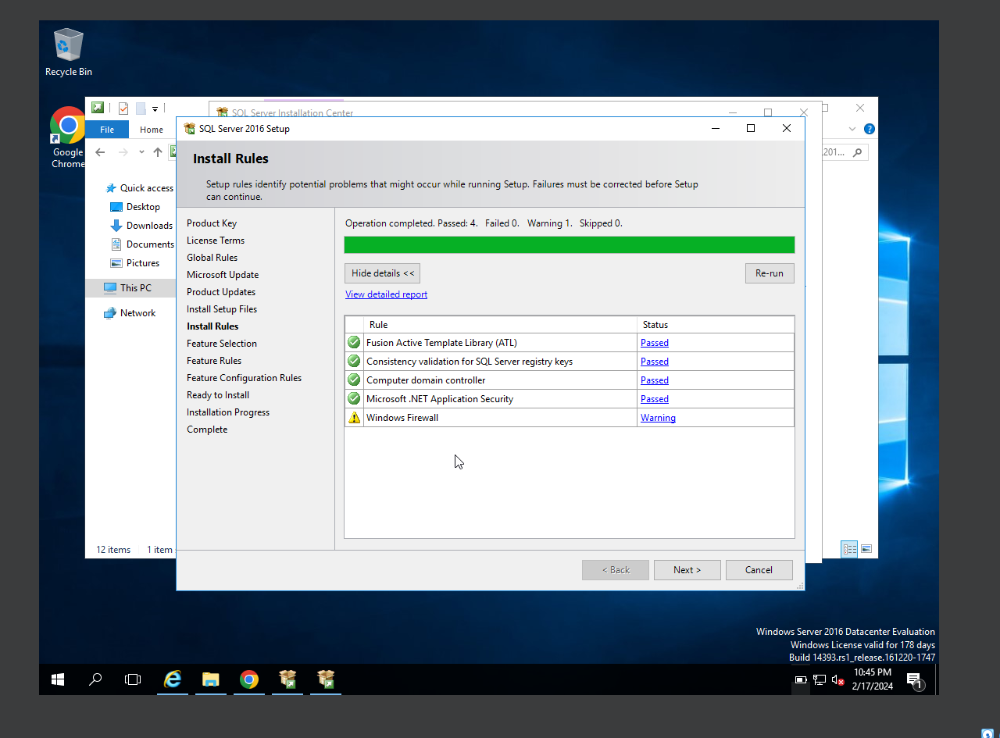 Recycle Bin
Google
Chrome
SQL Server Installation Center
File
Home
201...
Quick access
Desktop
Downloads
Documents
Pictures
This PC
Network
12 items
1 item
SQL Server 2016 Setup
Install Rules
Setup rules identify potential problems that might occur while running Setup. Failures must be corrected before Setup
can continue.
Product Key
License Terms
Global Rules
Microsoft Update
Product Updates
Install Setup Files
Install Rules
Feature Selection
Feature Rules
Feature Configuration Rules
Ready to Install
Installation Progress
Complete
Operation completed. Passed: 4. Failed 0. Warning 1. Skipped 0.
Hide details <<
Re-run
View detailed report
Rule Status
Fusion Active Template Library (ATL) Passed
Consistency validation for SQL Server registry keys Passed
Computer domain controller Passed
Microsoft .NET Application Security Passed
Windows Firewall Warning
< Back
Next >
Cancel
Windows Server 2016 Datacenter Evaluation
Windows License valid for 178 days
Build 14393.rs1_release.161220-1747
10:45 PM
2/17/2024
1